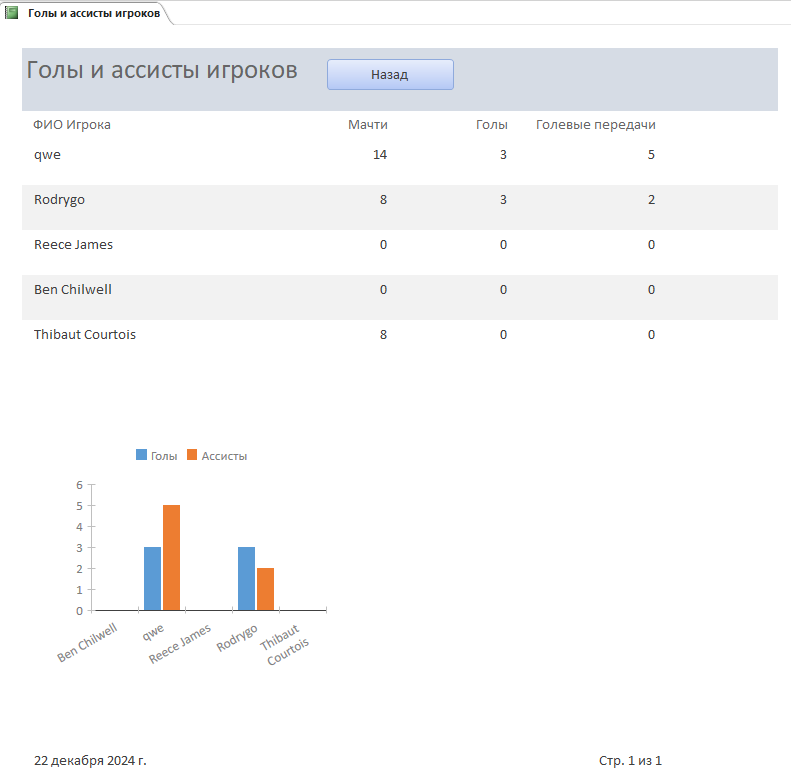 Голы и ассисты игроков
Голы и ассисты игроков Назад
ФИО Игрока Мачти Голы Голевые передачи
qwe 14 3 5
Rodrygo 8 3 2
Reece James 0 0 0
Ben Chilwell 0 0 0
Thibaut Courtois 8 0 0
Голы Ассисты
6
5
4
3
2
1
0
Ben Chilwell qwe Reece James Rodrygo Thibaut Courtois
22 декабря 2024 г. Стр. 1 из 1